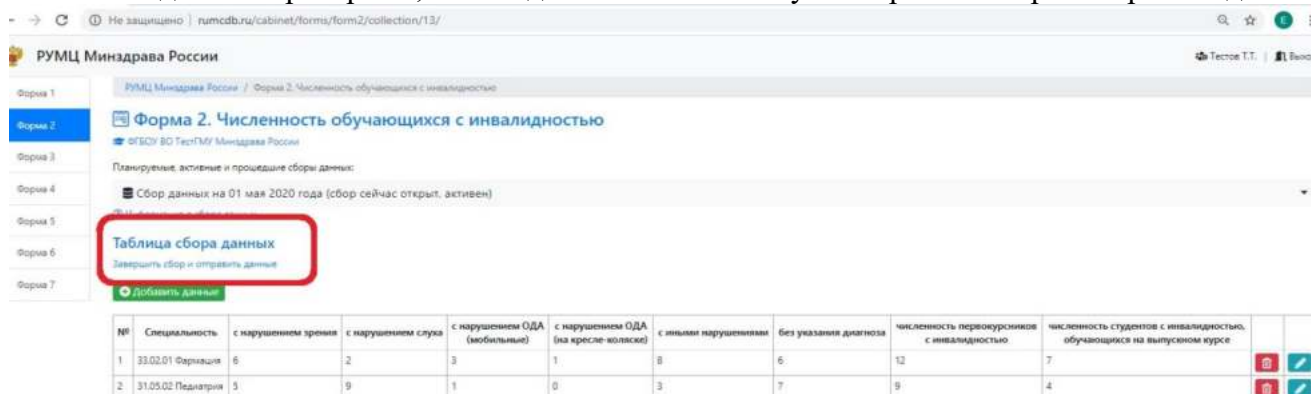 Не защищено | rumcdb.ru/cabinet/forms/form2/collection/13/
РУМЦ Минздрава России
Тестов Т.Т. |
Форма 1
Форма 2
Форма 3
Форма 4
Форма 5
Форма 6
Форма 7
РУМЦ Минздрава России / Форма 2. Численность обучающихся с инвалидностью
Форма 2. Численность обучающихся с инвалидностью
ФГБОУ ВО ТестГМУ Минздрава России
Планируемые, активные и прошедшие сборы данных:
Сбор данных на 01 мая 2020 года (сбор сейчас открыт, активен)
Таблица сбора данных
Завершить сбор и отправить данные
Добавить данные
№ Специальность с нарушением зрения с нарушением слуха с нарушением ОДА (мобильные) с нарушением ОДА (на кресле-коляске) с иными нарушениями без указания диагноза численность первокурсников с инвалидностью численность студентов с инвалидностью, обучающихся на выпускном курсе
1 33.02.01 Фармация 6 2 3 1 8 6 12 7
2 31.05.02 Педиатрия 5 9 1 0 3 7 9 4